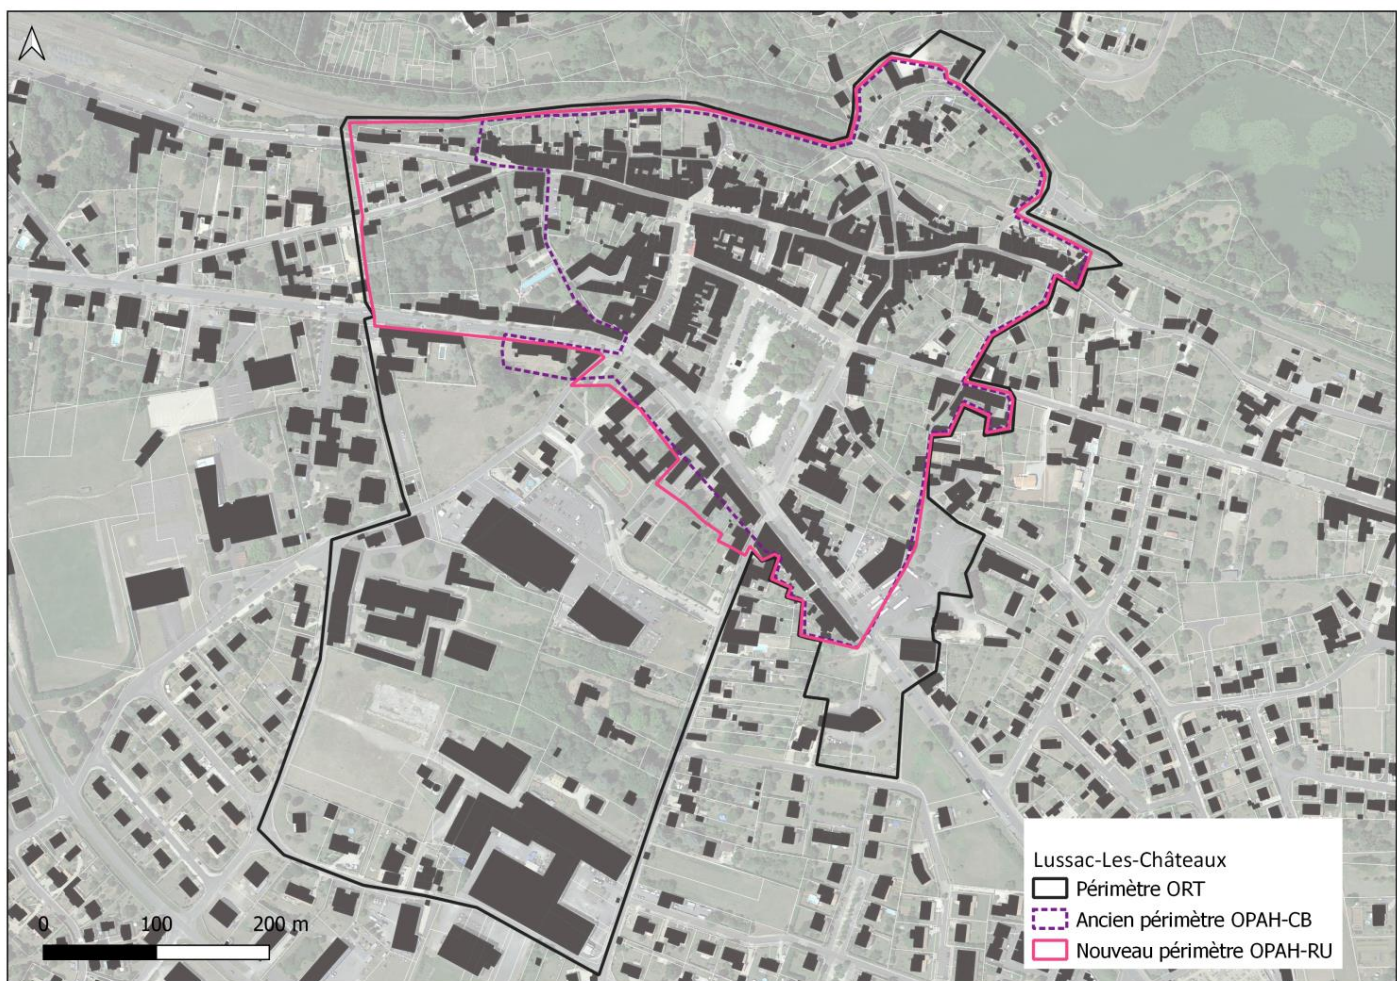 Lussac-Les-Châteaux
Périmètre ORT
Ancien périmètre OPAH-CB
Nouveau périmètre OPAH-RU
0 100 200 m